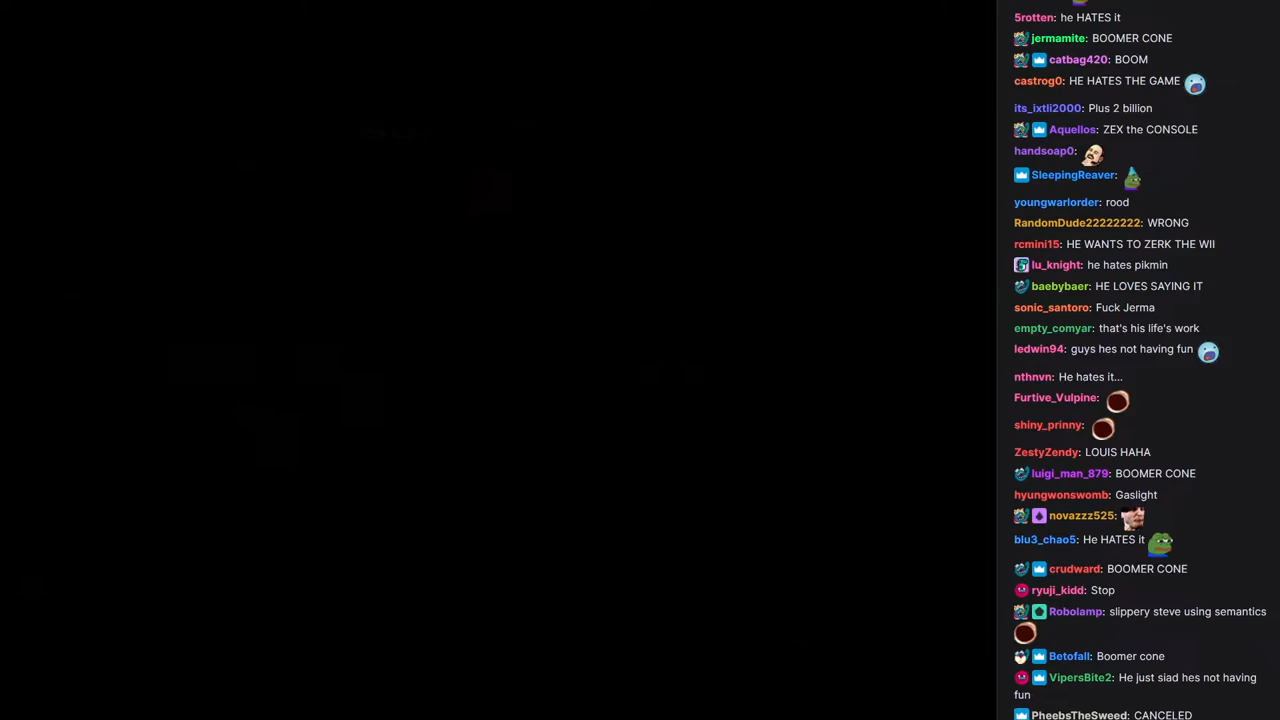 5rotten: he HATES it
jermamite: BOOMER CONE
catbag420: BOOM
castrog0: HE HATES THE GAME
its_ixtli2000: Plus 2 billion
Aquellos: ZEX the CONSOLE
handsoap0:
SleepingReaver:
youngwarlorder: rood
RandomDude22222222: WRONG
rcmini15: HE WANTS TO ZERK THE WII
lu_knight: he hates pikmin
baebybaer: HE LOVES SAYING IT
sonic_santoro: Fuck Jerma
empty_comyar: that's his life's work
ledwin94: guys hes not having fun
nthnvn: He hates it...
Furtive_Vulpine:
shiny_prinny:
ZestyZendy: LOUIS HAHA
luigi_man_879: BOOMER CONE
hyungwonswomb: Gaslight
novazzz525:
blu3_chao5: He HATES it
crudward: BOOMER CONE
ryuji_kidd: Stop
Robolamp: slippery steve using semantics
Betofall: Boomer cone
VipersBite2: He just siad hes not having
fun
PheebsTheSweed: CANCELED